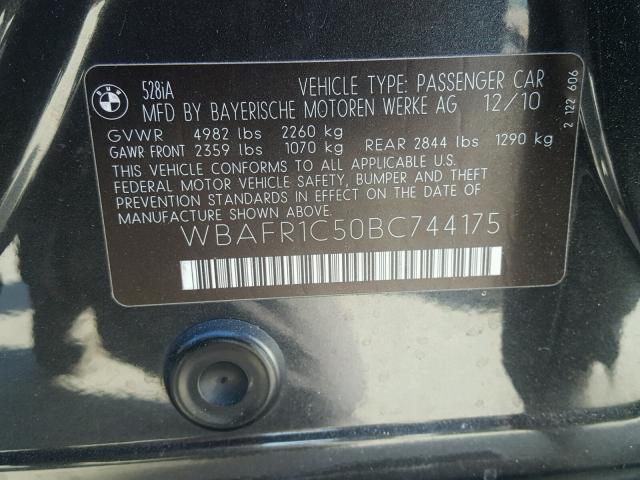 BMW
528iA VEHICLE TYPE: PASSENGER CAR
MFD BY BAYERISCHE MOTOREN WERKE AG 12/10
GVWR 4982 lbs 2260 kg
GAWR FRONT 2359 lbs 1070 kg REAR 2844 lbs 1290 kg
THIS VEHICLE CONFORMS TO ALL APPLICABLE U.S.
FEDERAL MOTOR VEHICLE SAFETY, BUMPER AND THEFT
PREVENTION STANDARDS IN EFFECT ON THE DATE OF
MANUFACTURE SHOWN ABOVE.
WBAFR1C50BC744175
2 122 606